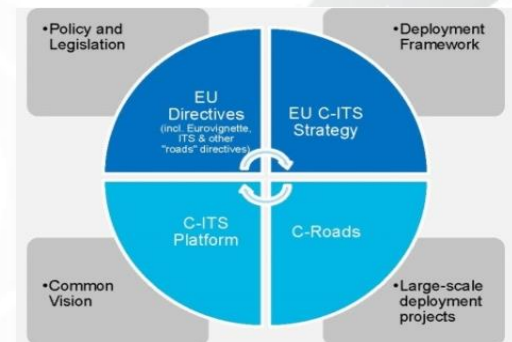 •Policy and
Legislation
•Deployment
Framework
EU
Directives
(incl. Eurovignette,
ITS & other
"roads" directives)
EU C-ITS
Strategy
C-ITS
Platform
C-Roads
•Common
Vision
•Large-scale
deployment
projects